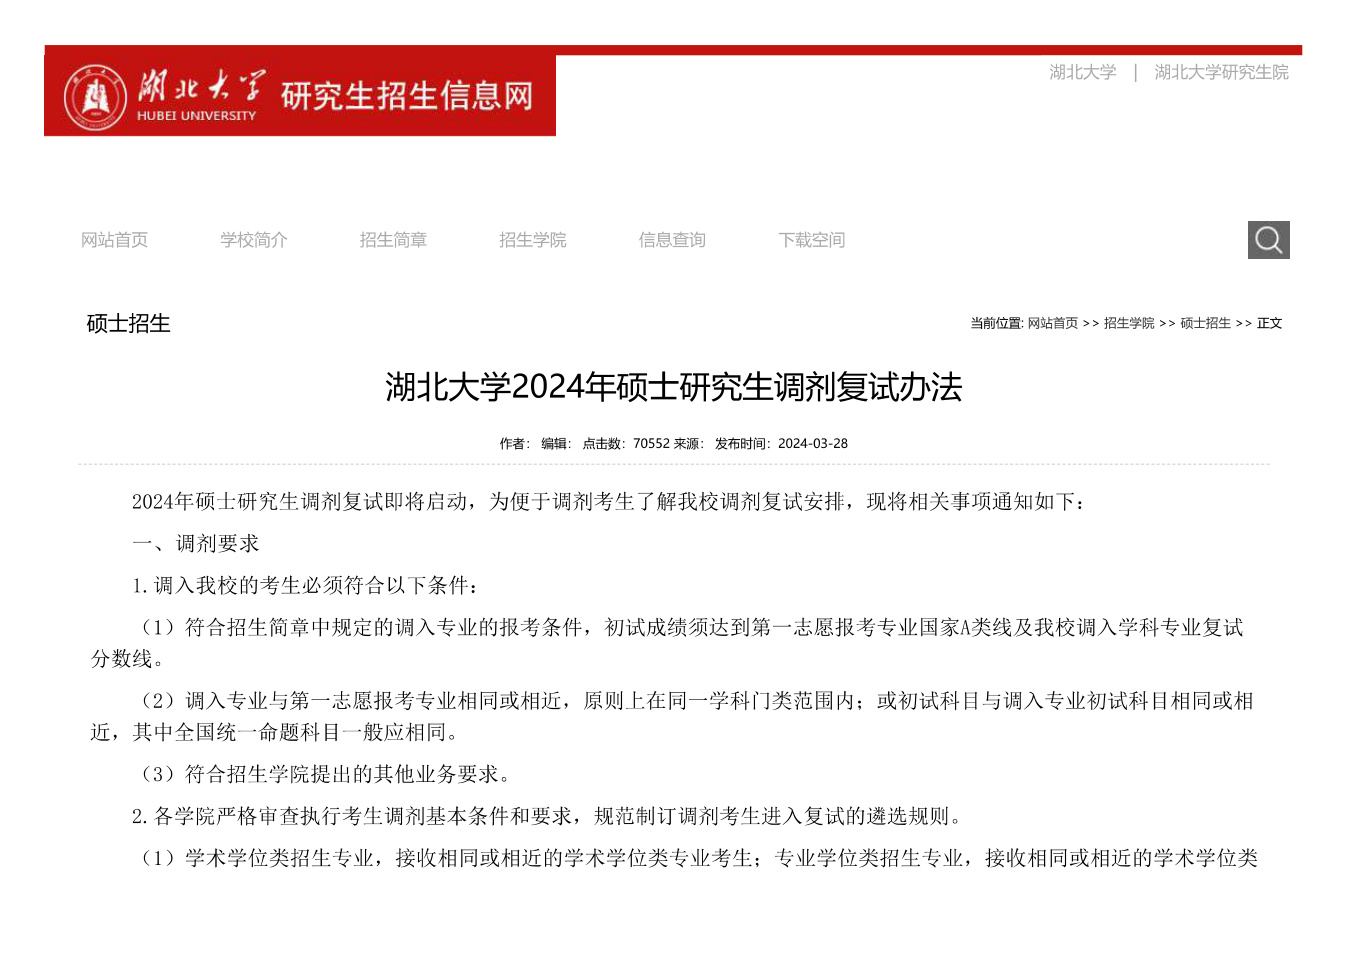 湖北大学 研究生招生信息网
HUBEI UNIVERSITY
湖北大学 | 湖北大学研究生院
网站首页 学校简介 招生简章 招生学院 信息查询 下载空间
硕士招生
当前位置: 网站首页 >> 招生学院 >> 硕士招生 >> 正文
湖北大学2024年硕士研究生调剂复试办法
作者： 编辑： 点击数：70552 来源： 发布时间：2024-03-28
2024年硕士研究生调剂复试即将启动，为便于调剂考生了解我校调剂复试安排，现将相关事项通知如下：
一、调剂要求
1.调入我校的考生必须符合以下条件：
（1）符合招生简章中规定的调入专业的报考条件，初试成绩须达到第一志愿报考专业国家A类线及我校调入学科专业复试
分数线。
（2）调入专业与第一志愿报考专业相同或相近，原则上在同一学科门类范围内；或初试科目与调入专业初试科目相同或相
近，其中全国统一命题科目一般应相同。
（3）符合招生学院提出的其他业务要求。
2.各学院严格审查执行考生调剂基本条件和要求，规范制订调剂考生进入复试的遴选规则。
（1）学术学位类招生专业，接收相同或相近的学术学位类专业考生；专业学位类招生专业，接收相同或相近的学术学位类